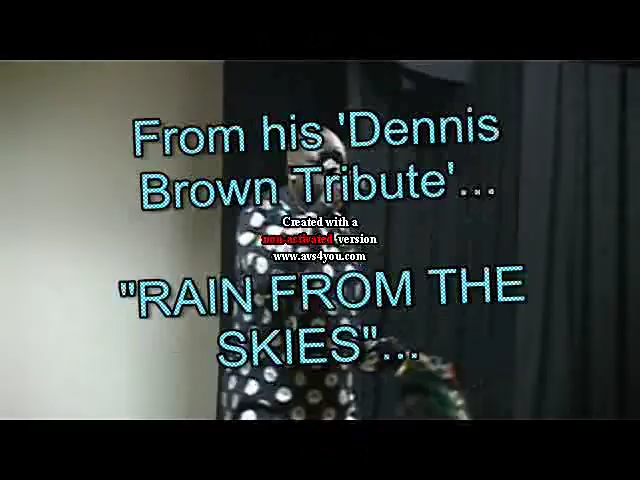 From his 'Dennis
Brown Tribute'...
Created with a
non-activated version
www.avs4you.com
"RAIN FROM THE
SKIES"...